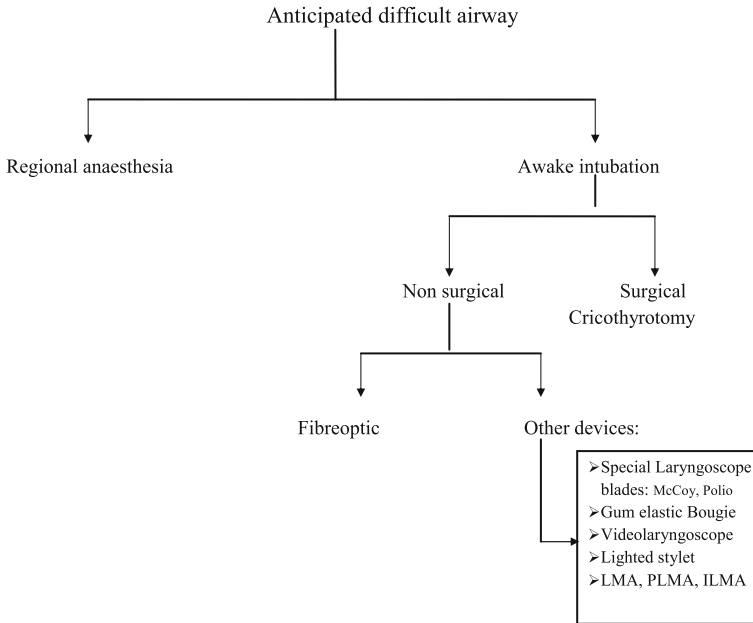 Anticipated difficult airway
Regional anaesthesia
Awake intubation
Non surgical
Surgical
Cricothyrotomy
Fibreoptic
Other devices:
➢Special Laryngoscope
blades: McCoy, Polio
➢Gum elastic Bougie
➢Videolaryngoscope
➢Lighted stylet
➢LMA, PLMA, ILMA